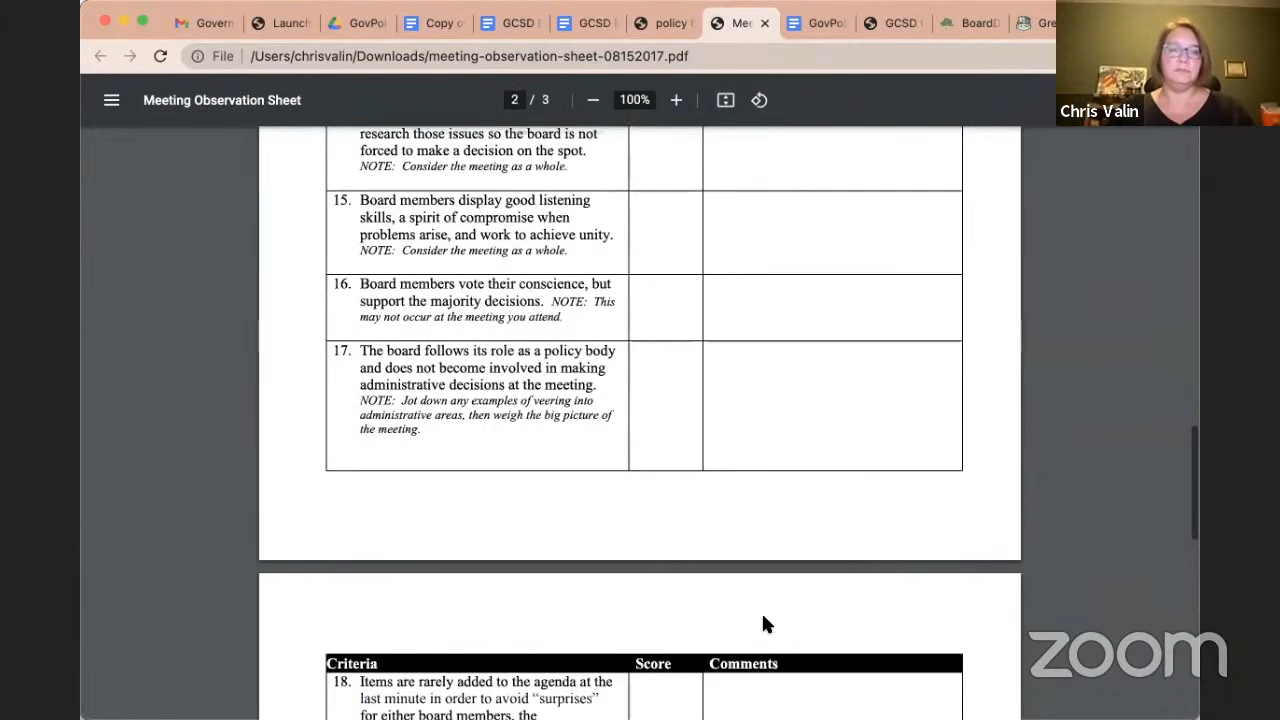 Govern
Launch
GovPol
Copy o
GCSD
GCSD
policy
Mee
GovPol
GCSD
BoardD
Gre
File
/Users/chrisvalin/Downloads/meeting-observation-sheet-08152017.pdf
Meeting Observation Sheet
2 / 3
100%
Chris Valin
research those issues so the board is not
forced to make a decision on the spot.
NOTE: Consider the meeting as a whole.
15. Board members display good listening
skills, a spirit of compromise when
problems arise, and work to achieve unity.
NOTE: Consider the meeting as a whole.
16. Board members vote their conscience, but
support the majority decisions. NOTE: This
may not occur at the meeting you attend.
17. The board follows its role as a policy body
and does not become involved in making
administrative decisions at the meeting.
NOTE: Jot down any examples of veering into
administrative areas, then weigh the big picture of
the meeting.
Criteria Score Comments
18. Items are rarely added to the agenda at the
last minute in order to avoid “surprises”
for either board members, the
zoom